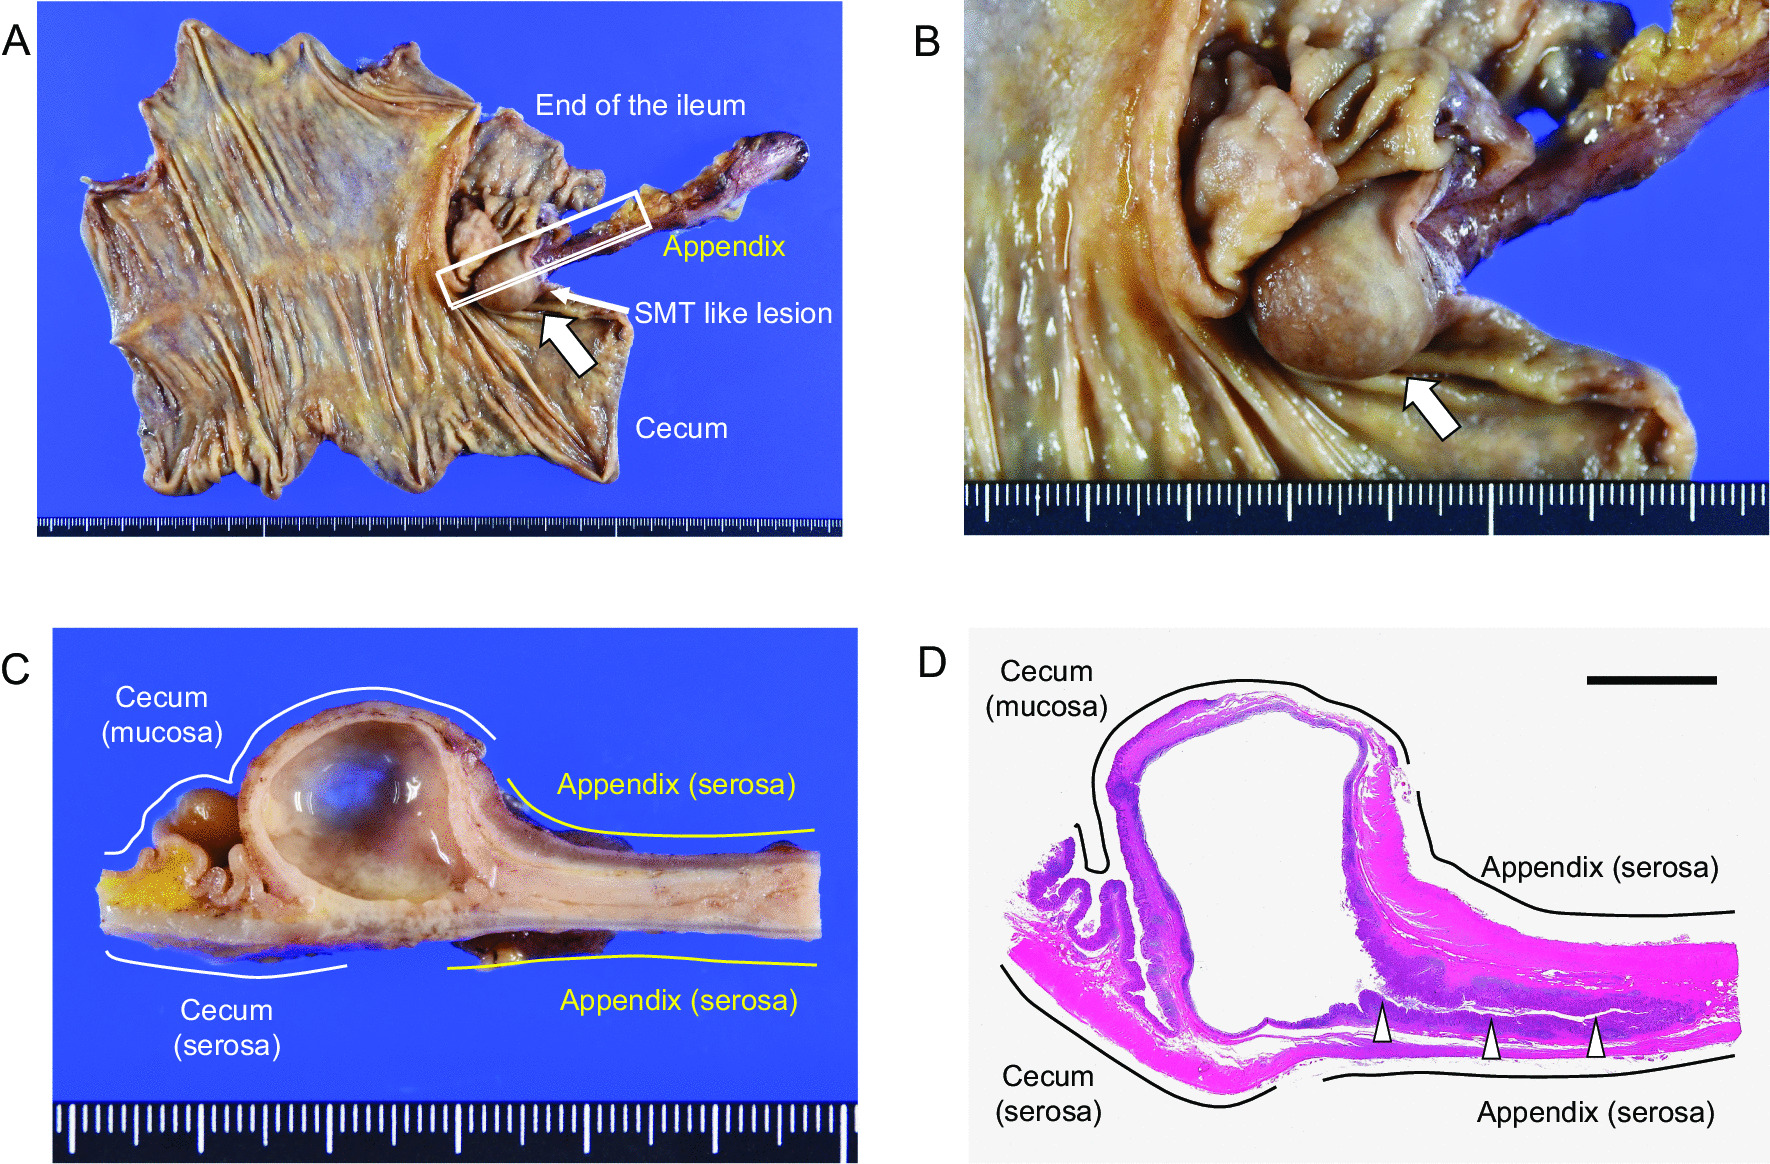 A
End of the ileum
Appendix
SMT like lesion
Cecum
B
C
Cecum
(mucosa)
Appendix (serosa)
Appendix (serosa)
Cecum
(serosa)
D
Cecum
(mucosa)
Appendix (serosa)
Cecum
(serosa)
Appendix (serosa)